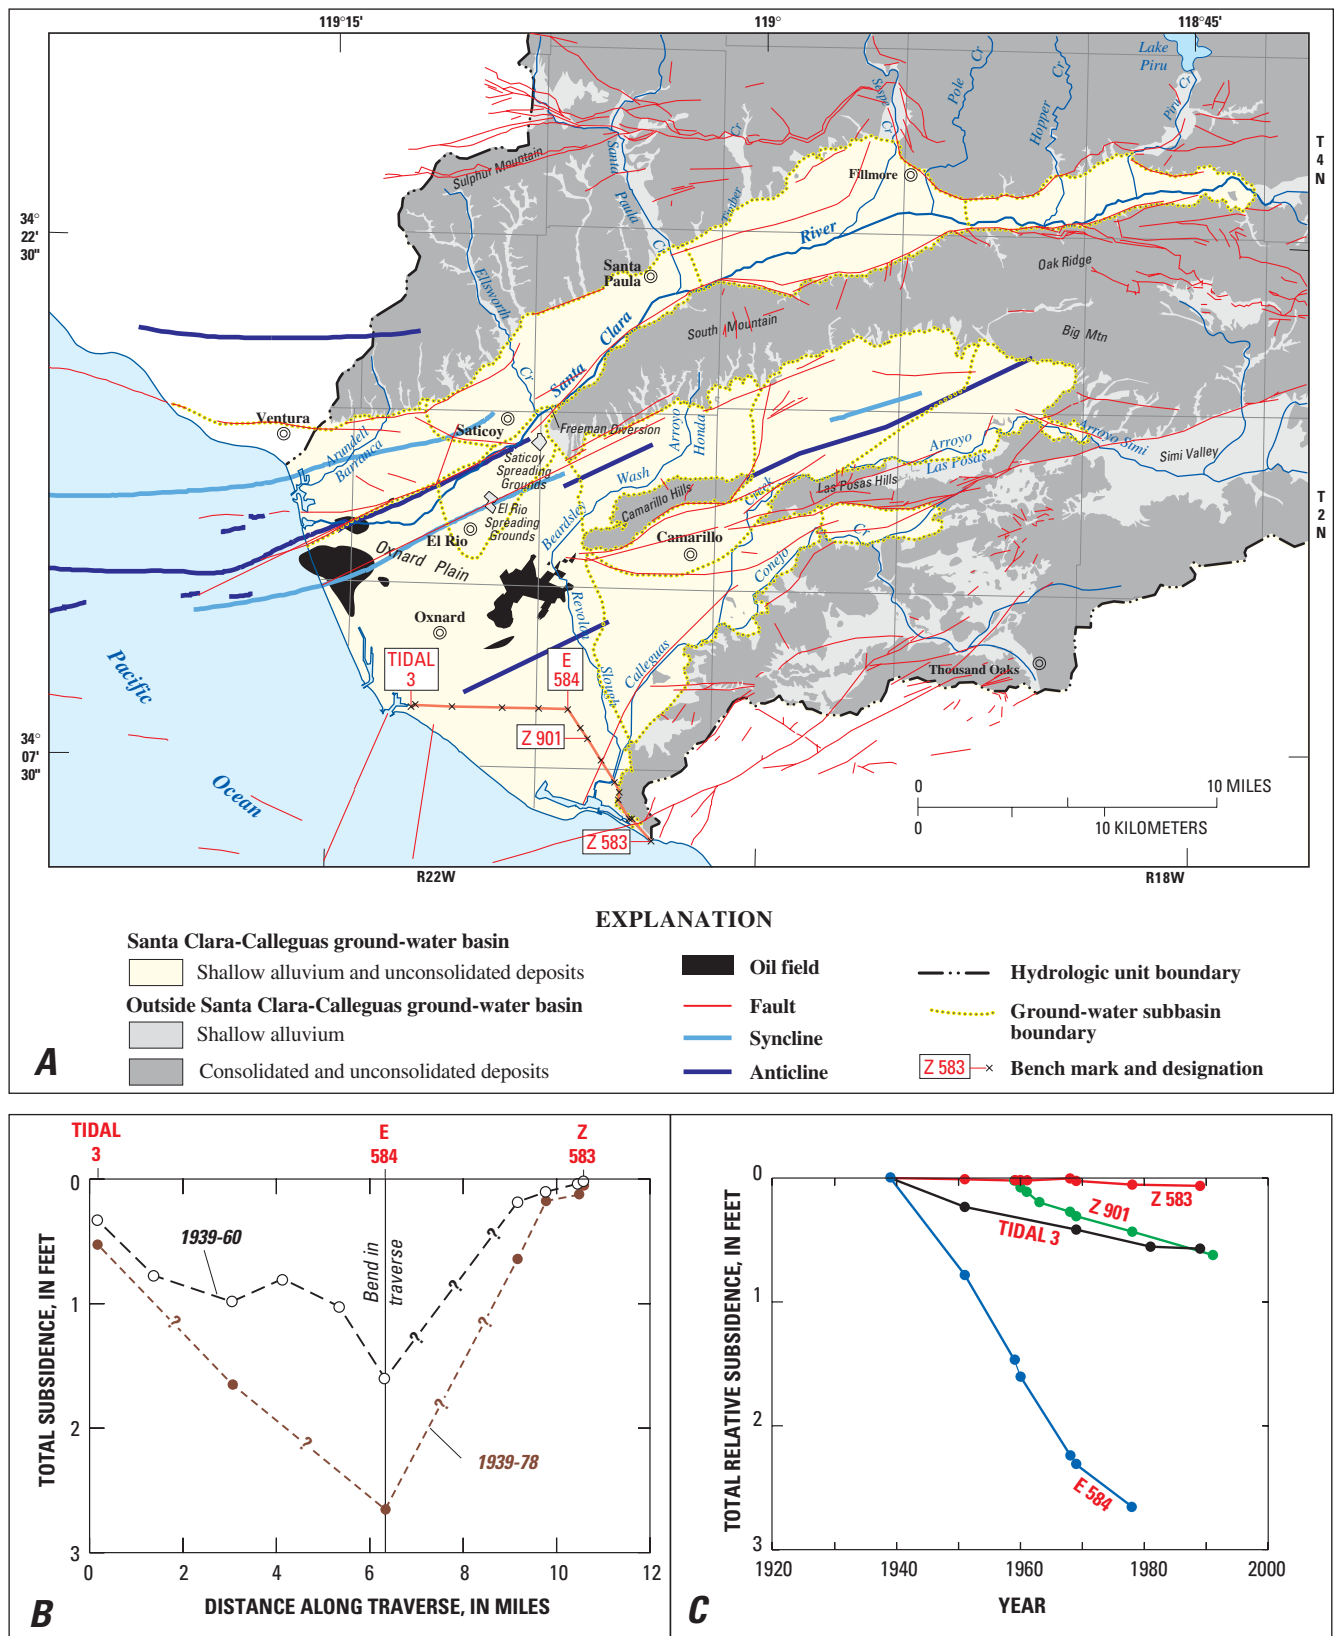 119°15'
119°
118°45'
Lake
Piru
Cr
Piru
Cr
Hopper
Cr
Pole
Sespe
Cr
Cr
Timber
Santa
Paula
Cr
Sulphur Mountain
T
4
N
Fillmore
34°
22'
30"
River
Santa
Paula
Oak Ridge
Ellsworth
Cr
Clara
Santa
South Mountain
Big Mtn
Ventura
Saticoy
Freeman Diversion
Arroyo
Honda
Arundell
Barranca
Saticoy
Spreading
Grounds
Wash
Arroyo
Las Posas
Arroyo Simi
Simi Valley
Las Posas Hills
Camarillo Hills
Creek
El Rio
Spreading
Grounds
El Rio
Beardsley
Camarillo
Cr
Conejo
T
2
N
Oxnard Plain
Oxnard
Revolon
Slough
Calleguas
Thousand Oaks
TIDAL
3
E
584
Pacific
Ocean
Z 901
34°
07'
30"
Z 583
0 10 MILES
0 10 KILOMETERS
R22W
R18W
EXPLANATION
Santa Clara-Calleguas ground-water basin
Shallow alluvium and unconsolidated deposits
Outside Santa Clara-Calleguas ground-water basin
Shallow alluvium
Consolidated and unconsolidated deposits
Oil field
Fault
Syncline
Anticline
Hydrologic unit boundary
Ground-water subbasin
boundary
Z 583
Bench mark and designation
A
TIDAL
3
E
584
Z
583
0
1
2
3
TOTAL SUBSIDENCE, IN FEET
1939-60
Bend in
traverse
?
?
?
?
?
?
1939-78
0 2 4 6 8 10 12
DISTANCE ALONG TRAVERSE, IN MILES
B
0
1
2
3
TOTAL RELATIVE SUBSIDENCE, IN FEET
Z 583
Z 901
TIDAL 3
E 584
1920 1940 1960 1980 2000
YEAR
C